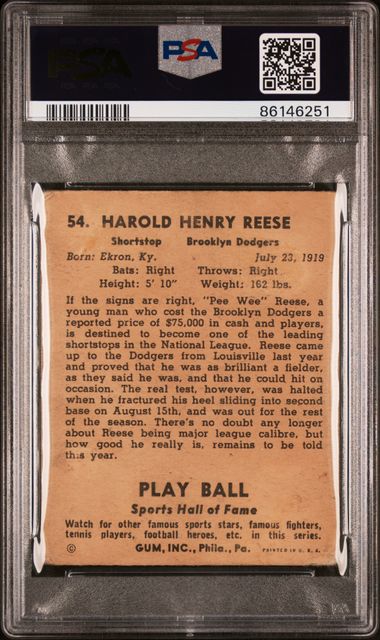 PSA
PSA
86146251
54. HAROLD HENRY REESE
Shortstop Brooklyn Dodgers
Born: Ekron, Ky. July 23, 1919
Bats: Right Throws: Right
Height: 5' 10" Weight: 162 lbs.
If the signs are right, "Pee Wee" Reese, a
young man who cost the Brooklyn Dodgers a
reported price of $75,000 in cash and players,
is destined to become one of the leading
shortstops in the National League. Reese came
up to the Dodgers from Louisville last year
and proved that he was as brilliant a fielder,
as they said he was, and that he could hit on
occasion. The real test, however, was halted
when he fractured his heel sliding into second
base on August 15th, and was out for the rest
of the season. There's no doubt any longer
about Reese being major league calibre, but
how good he really is, remains to be told
this year.
PLAY BALL
Sports Hall of Fame
Watch for other famous sports stars, famous fighters,
tennis players, football heroes, etc. in this series.
© GUM, INC., Phila., Pa. PRINTED IN U. S. A.